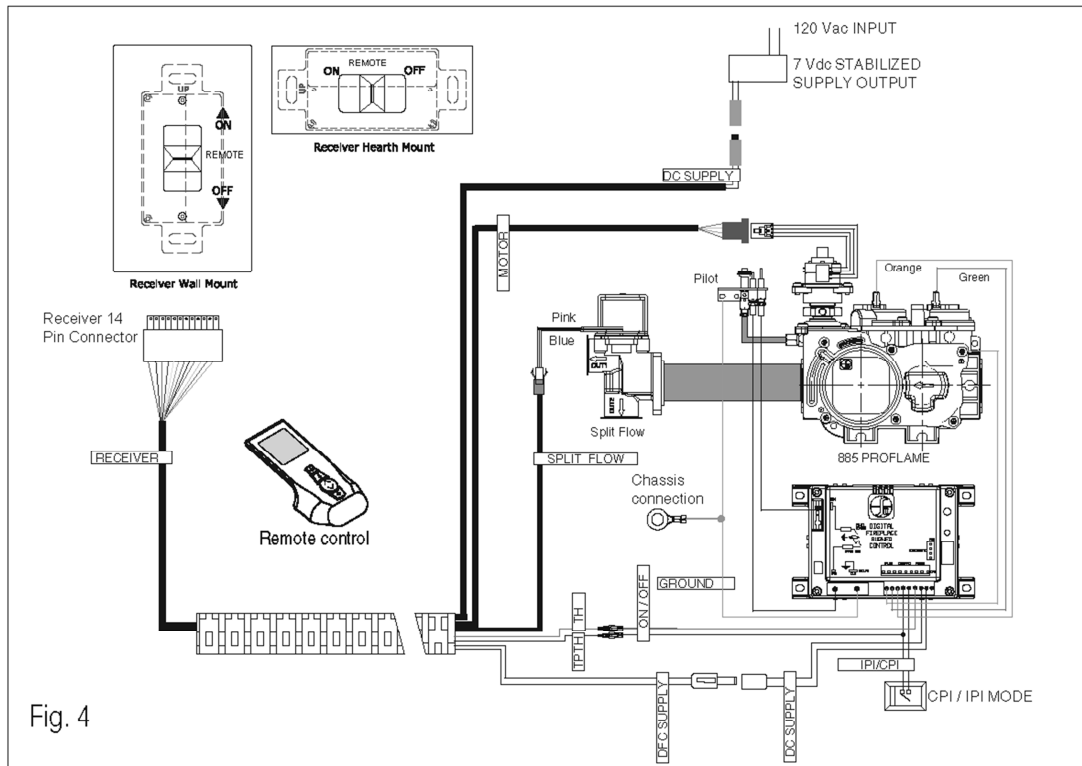 120 Vac INPUT
7 Vdc STABILIZED
SUPPLY OUTPUT
UP
ON
REMOTE
OFF
Receiver Wall Mount
UP
ON
REMOTE
OFF
Receiver Hearth Mount
DC SUPPLY
MOTOR
Orange
Green
Pilot
Receiver 14
Pin Connector
Pink
Blue
OUT1
OUT2
Split Flow
885 PROFLAME
RECEIVER
SPLIT FLOW
Remote control
Chassis
connection
DIGITAL
FIREPLACE
CONTROL
GROUND
ON / OFF
TH
TPTH
IPI/CPI
CPI / IPI MODE
DFC SUPPLY
DC SUPPLY
Fig. 4